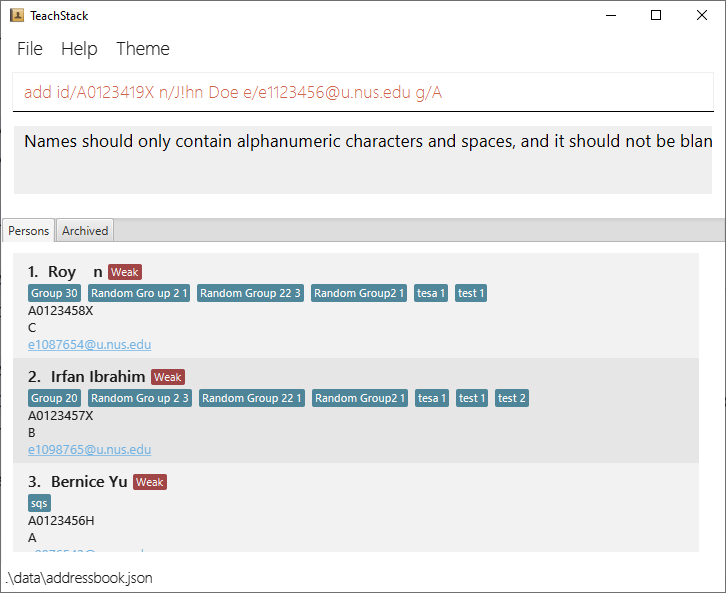 TeachStack
File Help Theme
add id/A0123419X n/J!hn Doe e/e1123456@u.nus.edu g/A
Names should only contain alphanumeric characters and spaces, and it should not be blan
Persons Archived
1. Roy n Weak
Group 30 Random Gro up 2 1 Random Group 22 3 Random Group2 1 tesa 1 test 1
A0123458X
C
e1087654@u.nus.edu
2. Irfan Ibrahim Weak
Group 20 Random Gro up 2 3 Random Group 22 1 Random Group2 1 tesa 1 test 1 test 2
A0123457X
B
e1098765@u.nus.edu
3. Bernice Yu Weak
sqs
A0123456H
A
.\data\addressbook.json